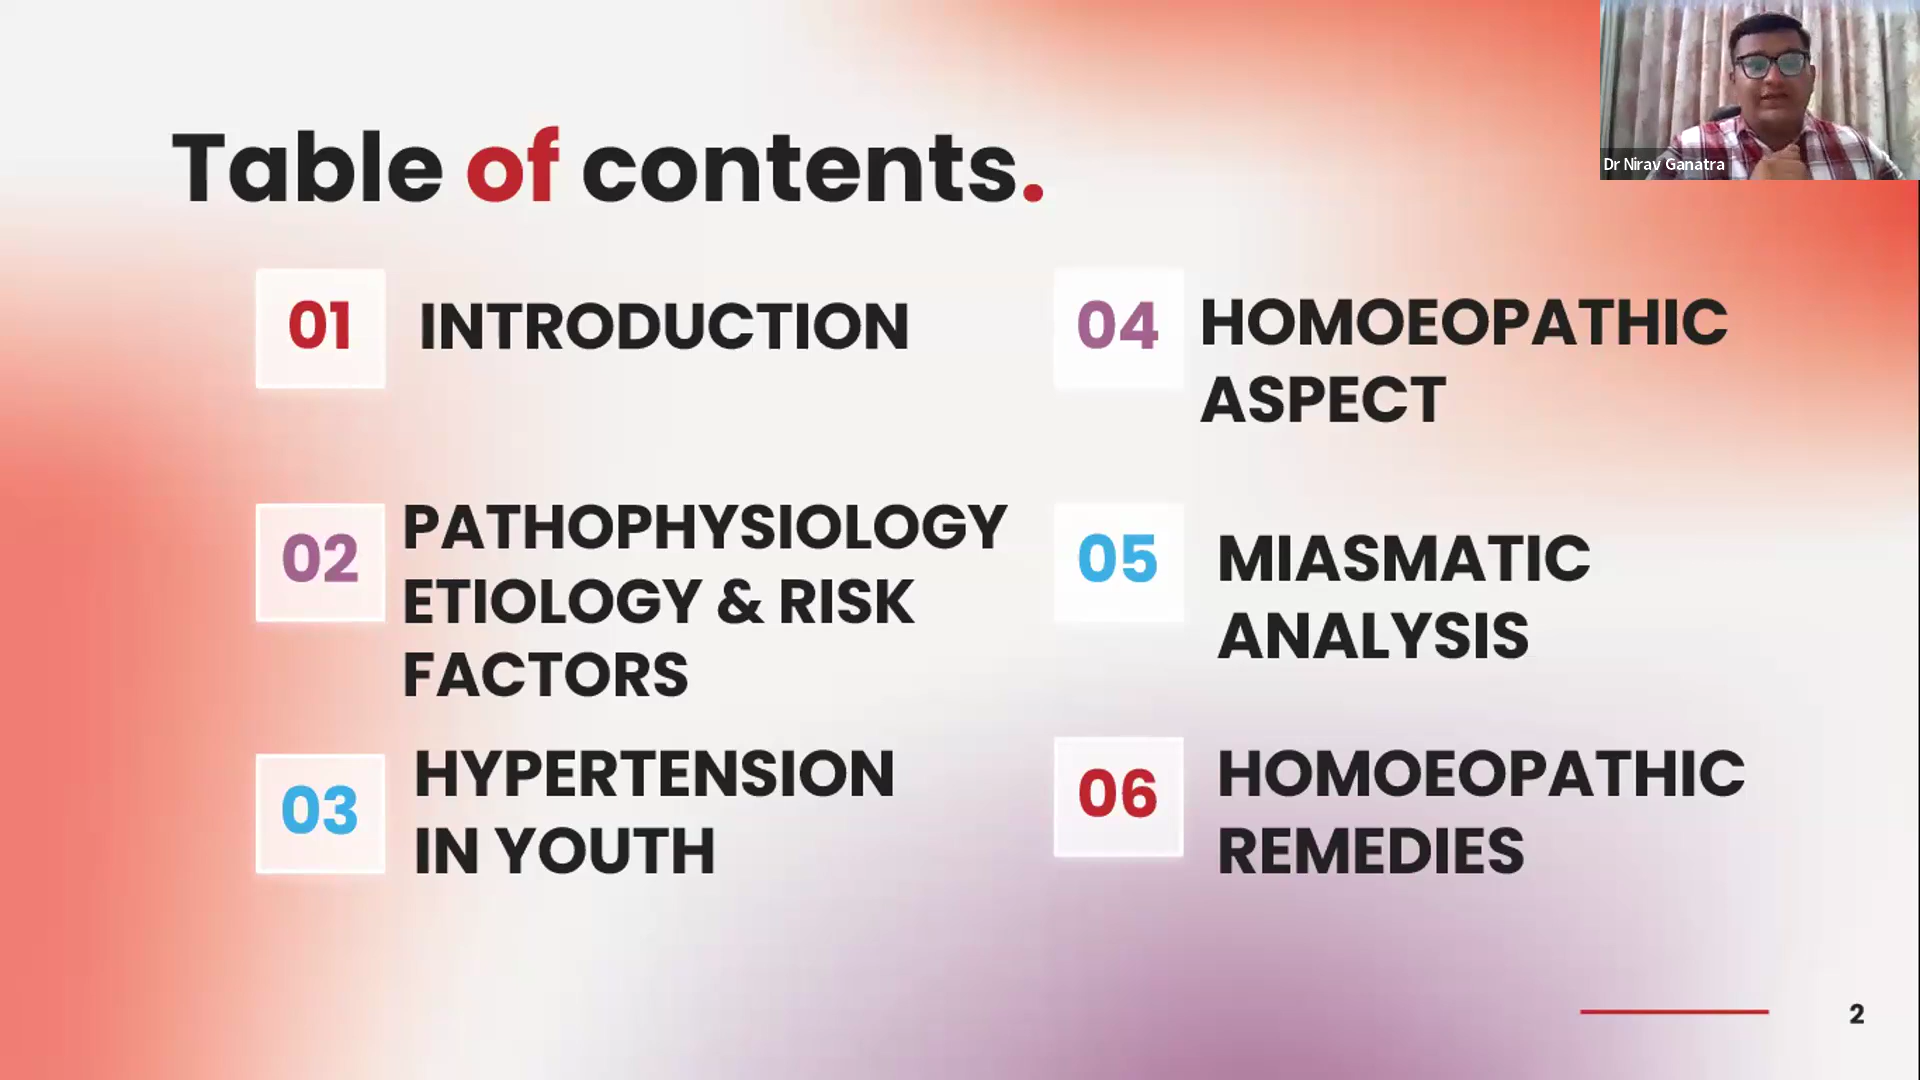 Table of contents.
01
INTRODUCTION
02
PATHOPHYSIOLOGY
ETIOLOGY & RISK
FACTORS
03
HYPERTENSION
IN YOUTH
04
HOMOEOPATHIC
ASPECT
05
MIASMATIC
ANALYSIS
06
HOMOEOPATHIC
REMEDIES
Dr Nirav Ganatra
2